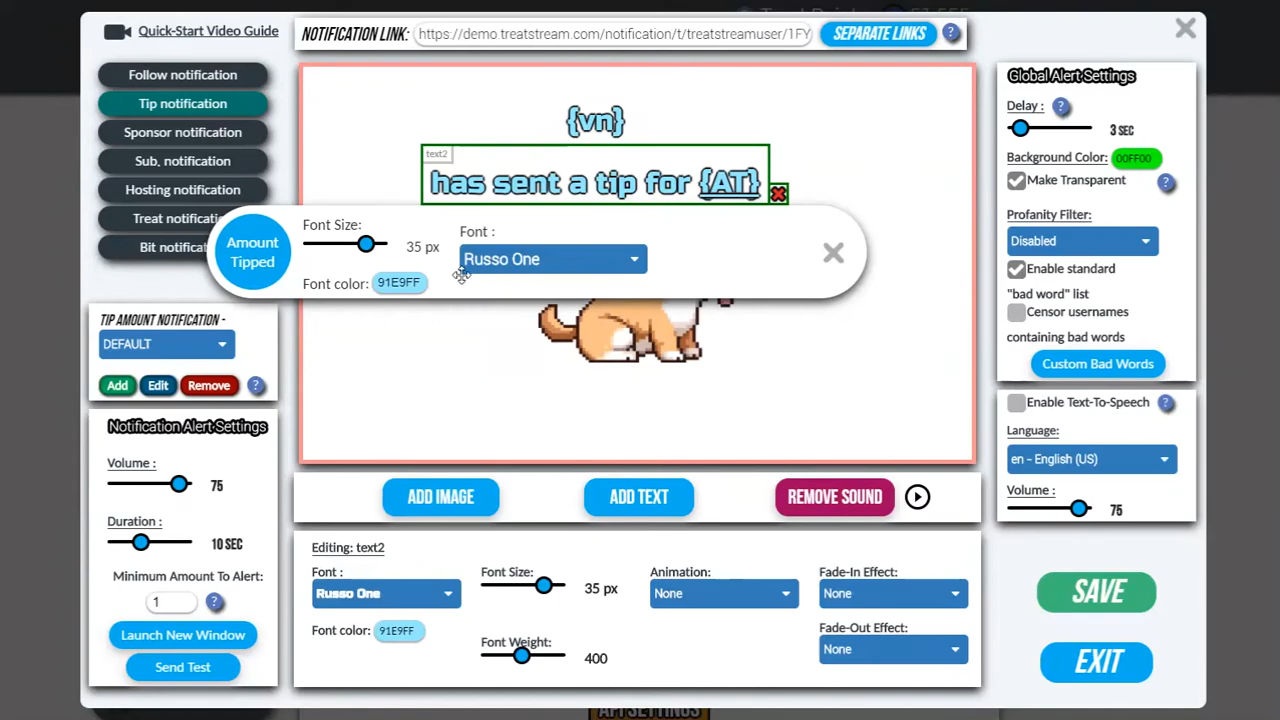 Quick-Start Video Guide
NOTIFICATION LINK: https://demo.treatstream.com/notification/t/treatstreamuser/1FY SEPARATE LINKS ?
Follow notification
Tip notification
Sponsor notification
Sub. notification
Hosting notification
Treat notificatio
Bit notificat
{vn}
text2
has sent a tip for {AT}
Amount
Tipped
Font Size:
35 px
Font :
Russo One
Font color: 91E9FF
TIP AMOUNT NOTIFICATION -
DEFAULT
Add Edit Remove ?
Notification Alert Settings
Volume :
75
Duration :
10 SEC
Minimum Amount To Alert:
1 ?
Launch New Window
Send Test
ADD IMAGE ADD TEXT REMOVE SOUND
Editing: text2
Font :
Russo One
Font color: 91E9FF
Font Size:
35 px
Font Weight:
400
Animation:
None
Fade-In Effect:
None
Fade-Out Effect:
None
Global Alert Settings
Delay : ?
3 SEC
Background Color: 00FF00
Make Transparent ?
Profanity Filter:
Disabled
Enable standard
"bad word" list
Censor usernames
containing bad words
Custom Bad Words
Enable Text-To-Speech ?
Language:
en - English (US)
Volume :
75
SAVE
EXIT